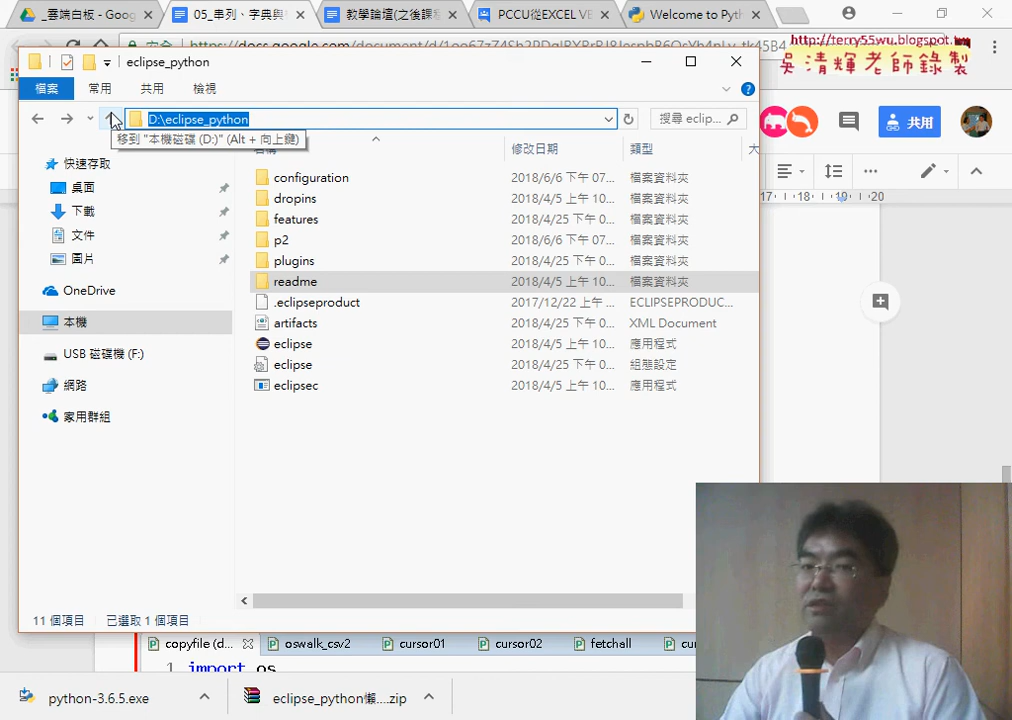 _雲端白板 - Goog
05_串列、字典與
教學論壇(之後課程
PCCU從EXCEL VE
Welcome to Pyth
安全
http://terry55wu.blogspot.tw
吳清輝老師錄製
eclipse_python
檔案
常用
共用
檢視
D:\eclipse_python
搜尋 eclip...
共用
移到 "本機磁碟 (D:)" (Alt + 向上鍵)
修改日期
類型
大
17 18 19 20
快速存取
桌面
下載
文件
圖片
OneDrive
本機
USB 磁碟機 (F:)
網路
家用群組
configuration 2018/6/6 下午 07... 檔案資料夾
dropins 2018/4/5 上午 10... 檔案資料夾
features 2018/4/25 下午 0... 檔案資料夾
p2 2018/6/6 下午 07... 檔案資料夾
plugins 2018/4/25 下午 0... 檔案資料夾
readme 2018/4/5 上午 10... 檔案資料夾
.eclipseproduct 2017/12/22 上午 ... ECLIPSEPRODUC...
artifacts 2018/4/25 下午 0... XML Document
eclipse 2018/4/5 上午 10... 應用程式
eclipse 2018/4/25 下午 0... 組態設定
eclipsec 2018/4/5 上午 10... 應用程式
11 個項目 已選取 1 個項目
copyfile (d... oswalk_csv2 cursor01 cursor02 fetchall cu
1 import os
python-3.6.5.exe
eclipse_python懶....zip